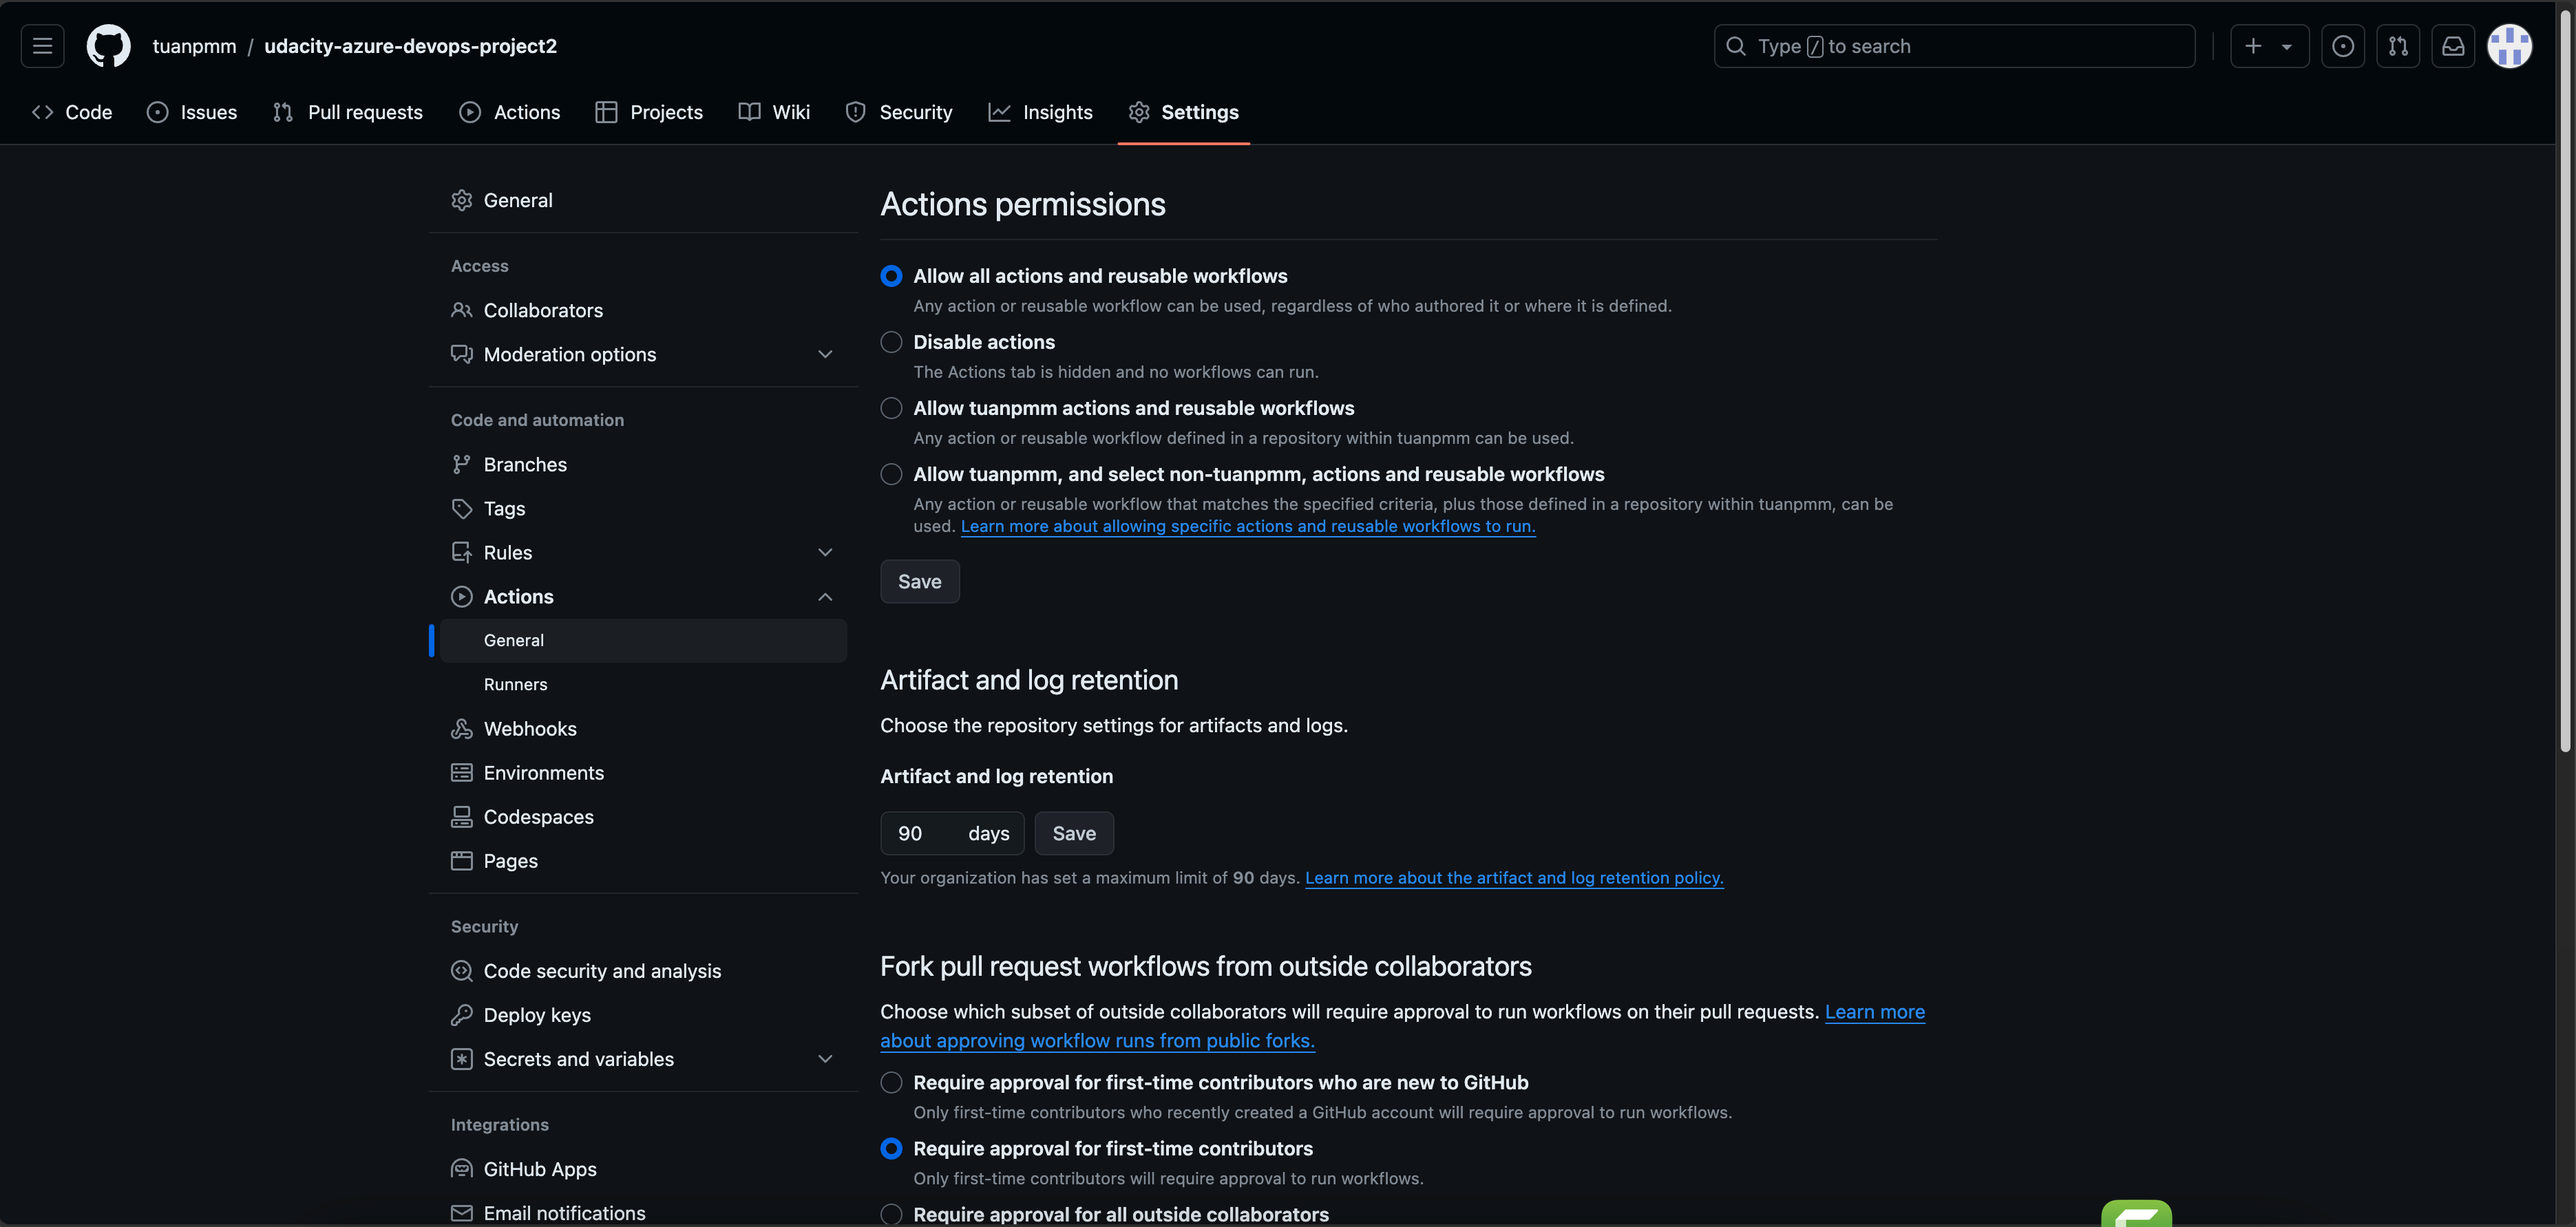 tuanpmm / udacity-azure-devops-project2
Type / to search
Code
Issues
Pull requests
Actions
Projects
Wiki
Security
Insights
Settings
General
Access
Collaborators
Moderation options
Code and automation
Branches
Tags
Rules
Actions
General
Runners
Webhooks
Environments
Codespaces
Pages
Security
Code security and analysis
Deploy keys
Secrets and variables
Integrations
GitHub Apps
Email notifications
Actions permissions
Allow all actions and reusable workflows
Any action or reusable workflow can be used, regardless of who authored it or where it is defined.
Disable actions
The Actions tab is hidden and no workflows can run.
Allow tuanpmm actions and reusable workflows
Any action or reusable workflow defined in a repository within tuanpmm can be used.
Allow tuanpmm, and select non-tuanpmm, actions and reusable workflows
Any action or reusable workflow that matches the specified criteria, plus those defined in a repository within tuanpmm, can be
used. Learn more about allowing specific actions and reusable workflows to run.
Save
Artifact and log retention
Choose the repository settings for artifacts and logs.
Artifact and log retention
90 days Save
Your organization has set a maximum limit of 90 days. Learn more about the artifact and log retention policy.
Fork pull request workflows from outside collaborators
Choose which subset of outside collaborators will require approval to run workflows on their pull requests. Learn more
about approving workflow runs from public forks.
Require approval for first-time contributors who are new to GitHub
Only first-time contributors who recently created a GitHub account will require approval to run workflows.
Require approval for first-time contributors
Only first-time contributors will require approval to run workflows.
Require approval for all outside collaborators